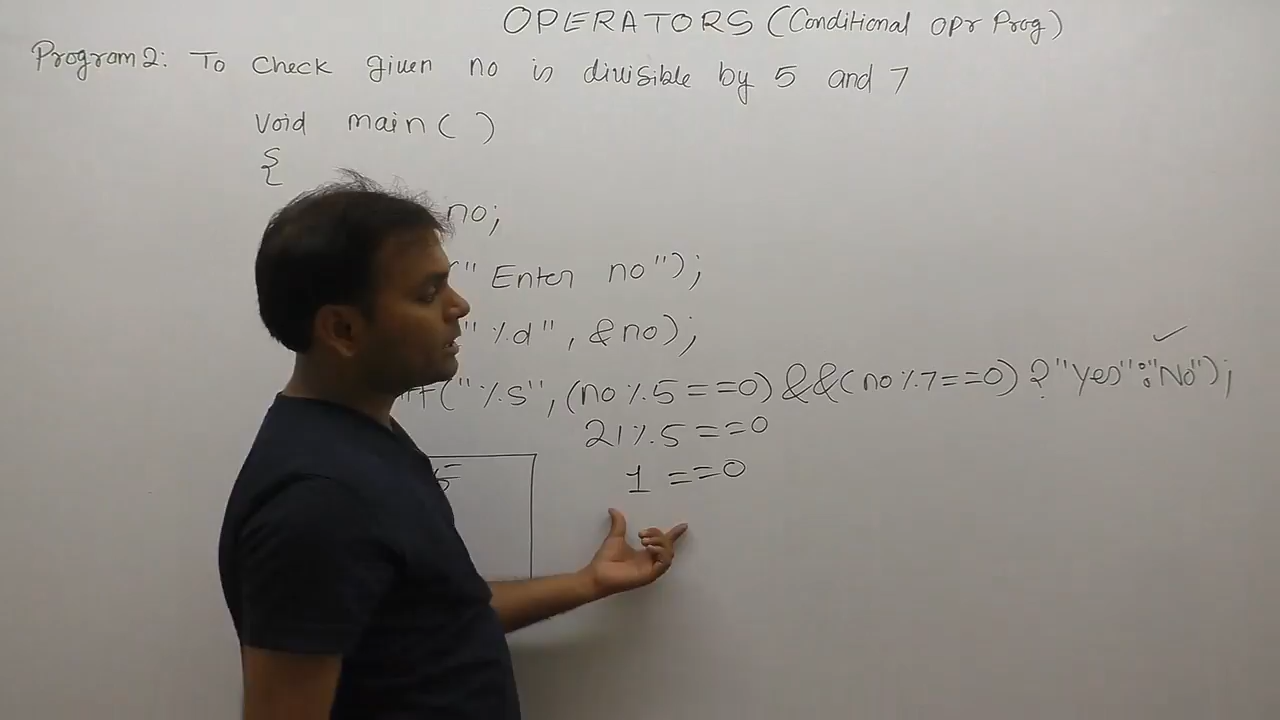 OPERATORS (Conditional opr Prog)
Program 2: To check given no is divisible by 5 and 7
void main( )
{
no;
(" Enter no");
"%d", &no);
("%s", (no%5==0) &&(no%7==0) ? "yes":"No");
21%5==0
1 ==0